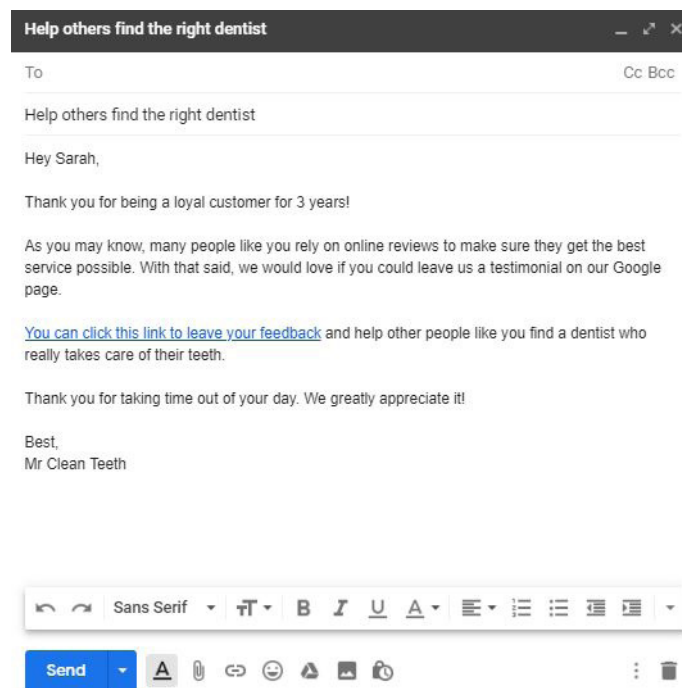 Help others find the right dentist
To Cc Bcc
Help others find the right dentist
Hey Sarah,
Thank you for being a loyal customer for 3 years!
As you may know, many people like you rely on online reviews to make sure they get the best
service possible. With that said, we would love if you could leave us a testimonial on our Google
page.
You can click this link to leave your feedback and help other people like you find a dentist who
really takes care of their teeth.
Thank you for taking time out of your day. We greatly appreciate it!
Best,
Mr Clean Teeth
Sans Serif
Send